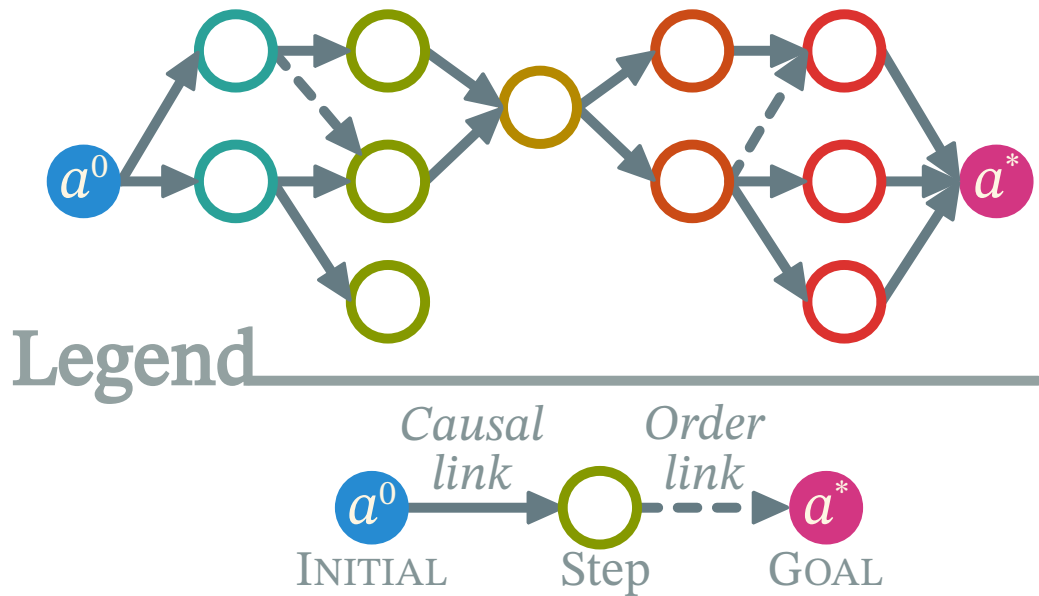 a⁰ a*
Legend
Causal Order
link link
a⁰ a*
INITIAL Step GOAL